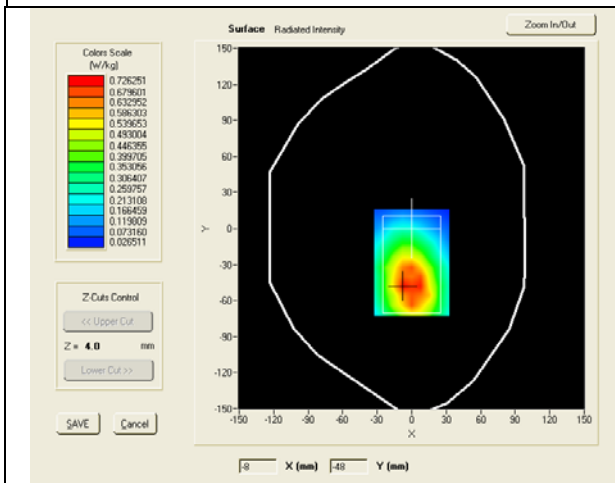 Surface Radiated Intensity
Zoom In/Out
Colors Scale
(W/kg)
0.726251
0.679601
0.632952
0.586303
0.539653
0.493004
0.446355
0.399705
0.353056
0.306407
0.259757
0.213108
0.166459
0.119809
0.073160
0.026511
150-
120-
90-
60-
30-
0-
-30-
-60-
-90-
-120-
-150-
Y
-150 -120 -90 -60 -30 0 30 60 90 120 150
X
Z-Cuts Control
<< Upper Cut
Z = 4.0 mm
Lower Cut >>
SAVE Cancel
-8 X (mm) -48 Y (mm)